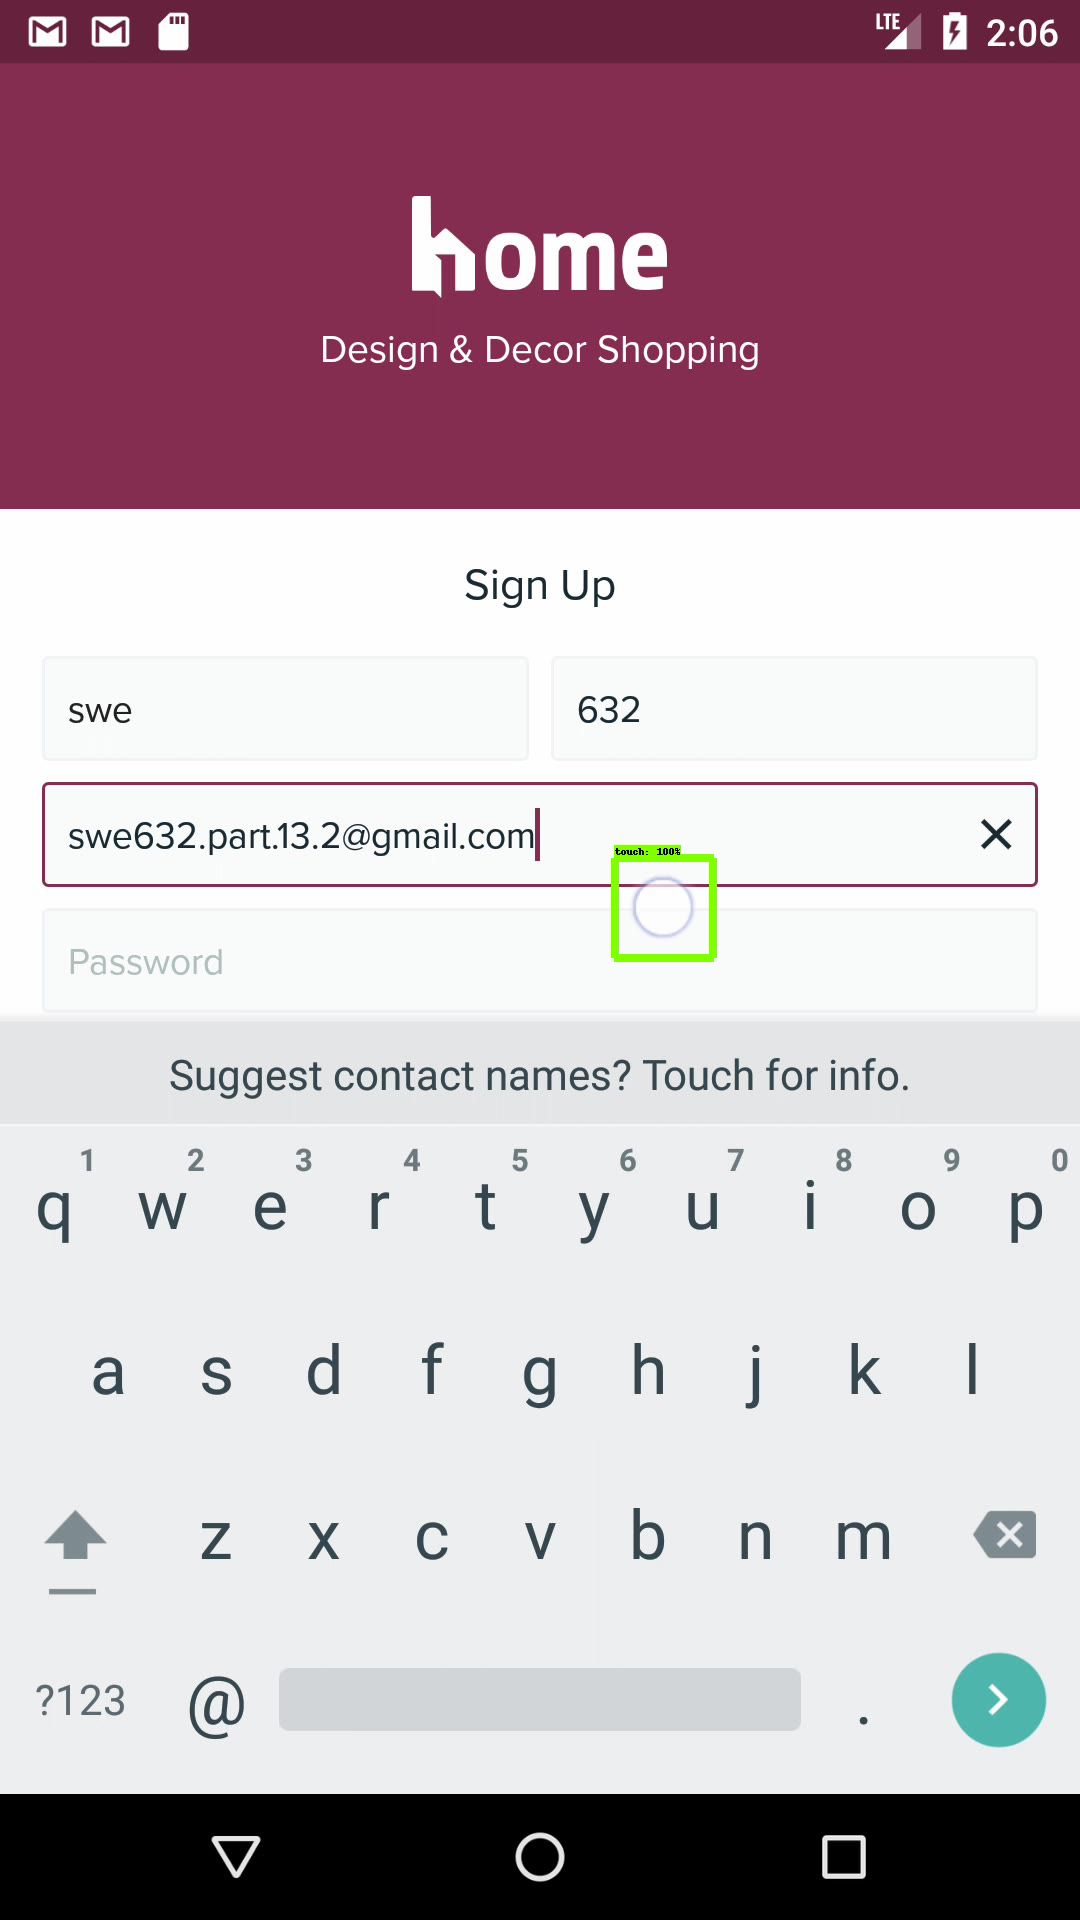 LTE 2:06
home
Design & Decor Shopping
Sign Up
swe 632
swe632.part.13.2@gmail.com
touch: 100%
Password
Suggest contact names? Touch for info.
1 2 3 4 5 6 7 8 9 0
q w e r t y u i o p
a s d f g h j k l
z x c v b n m
?123 @ .